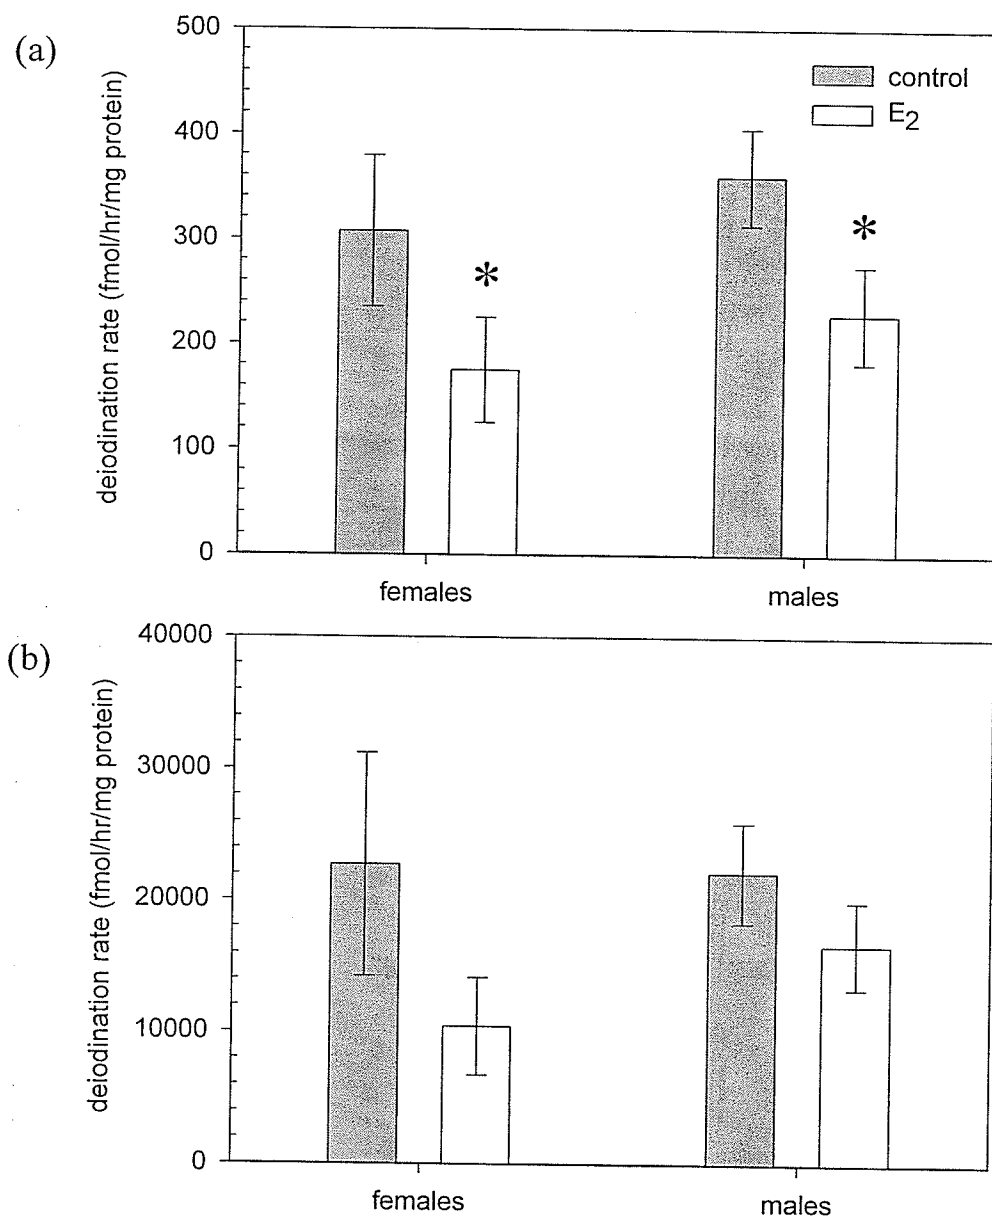 (a)
deiodination rate (fmol/hr/mg protein)
500
400
300
200
100
0
control
E2
*
*
females males
(b)
deiodination rate (fmol/hr/mg protein)
40000
30000
20000
10000
0
females males